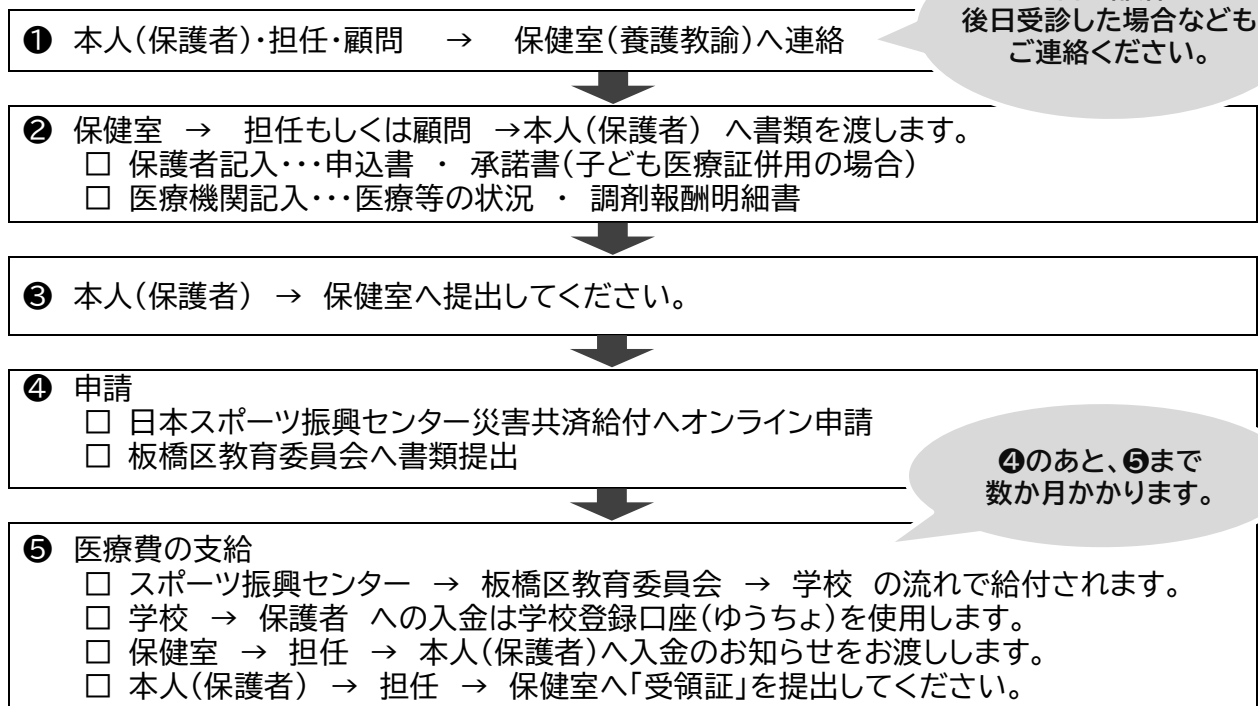 後日受診した場合なども
ご連絡ください。
❶ 本人(保護者)・担任・顧問 → 保健室(養護教諭)へ連絡
❷ 保健室 → 担任もしくは顧問 →本人(保護者) へ書類を渡します。
□ 保護者記入・・・申込書 ・ 承諾書(子ども医療証併用の場合)
□ 医療機関記入・・・医療等の状況 ・ 調剤報酬明細書
❸ 本人(保護者) → 保健室へ提出してください。
❹ 申請
□ 日本スポーツ振興センター災害共済給付へオンライン申請
□ 板橋区教育委員会へ書類提出
❹のあと、❺まで
数か月かかります。
❺ 医療費の支給
□ スポーツ振興センター → 板橋区教育委員会 → 学校 の流れで給付されます。
□ 学校 → 保護者 への入金は学校登録口座(ゆうちょ)を使用します。
□ 保健室 → 担任 → 本人(保護者)へ入金のお知らせをお渡しします。
□ 本人(保護者) → 担任 → 保健室へ「受領証」を提出してください。